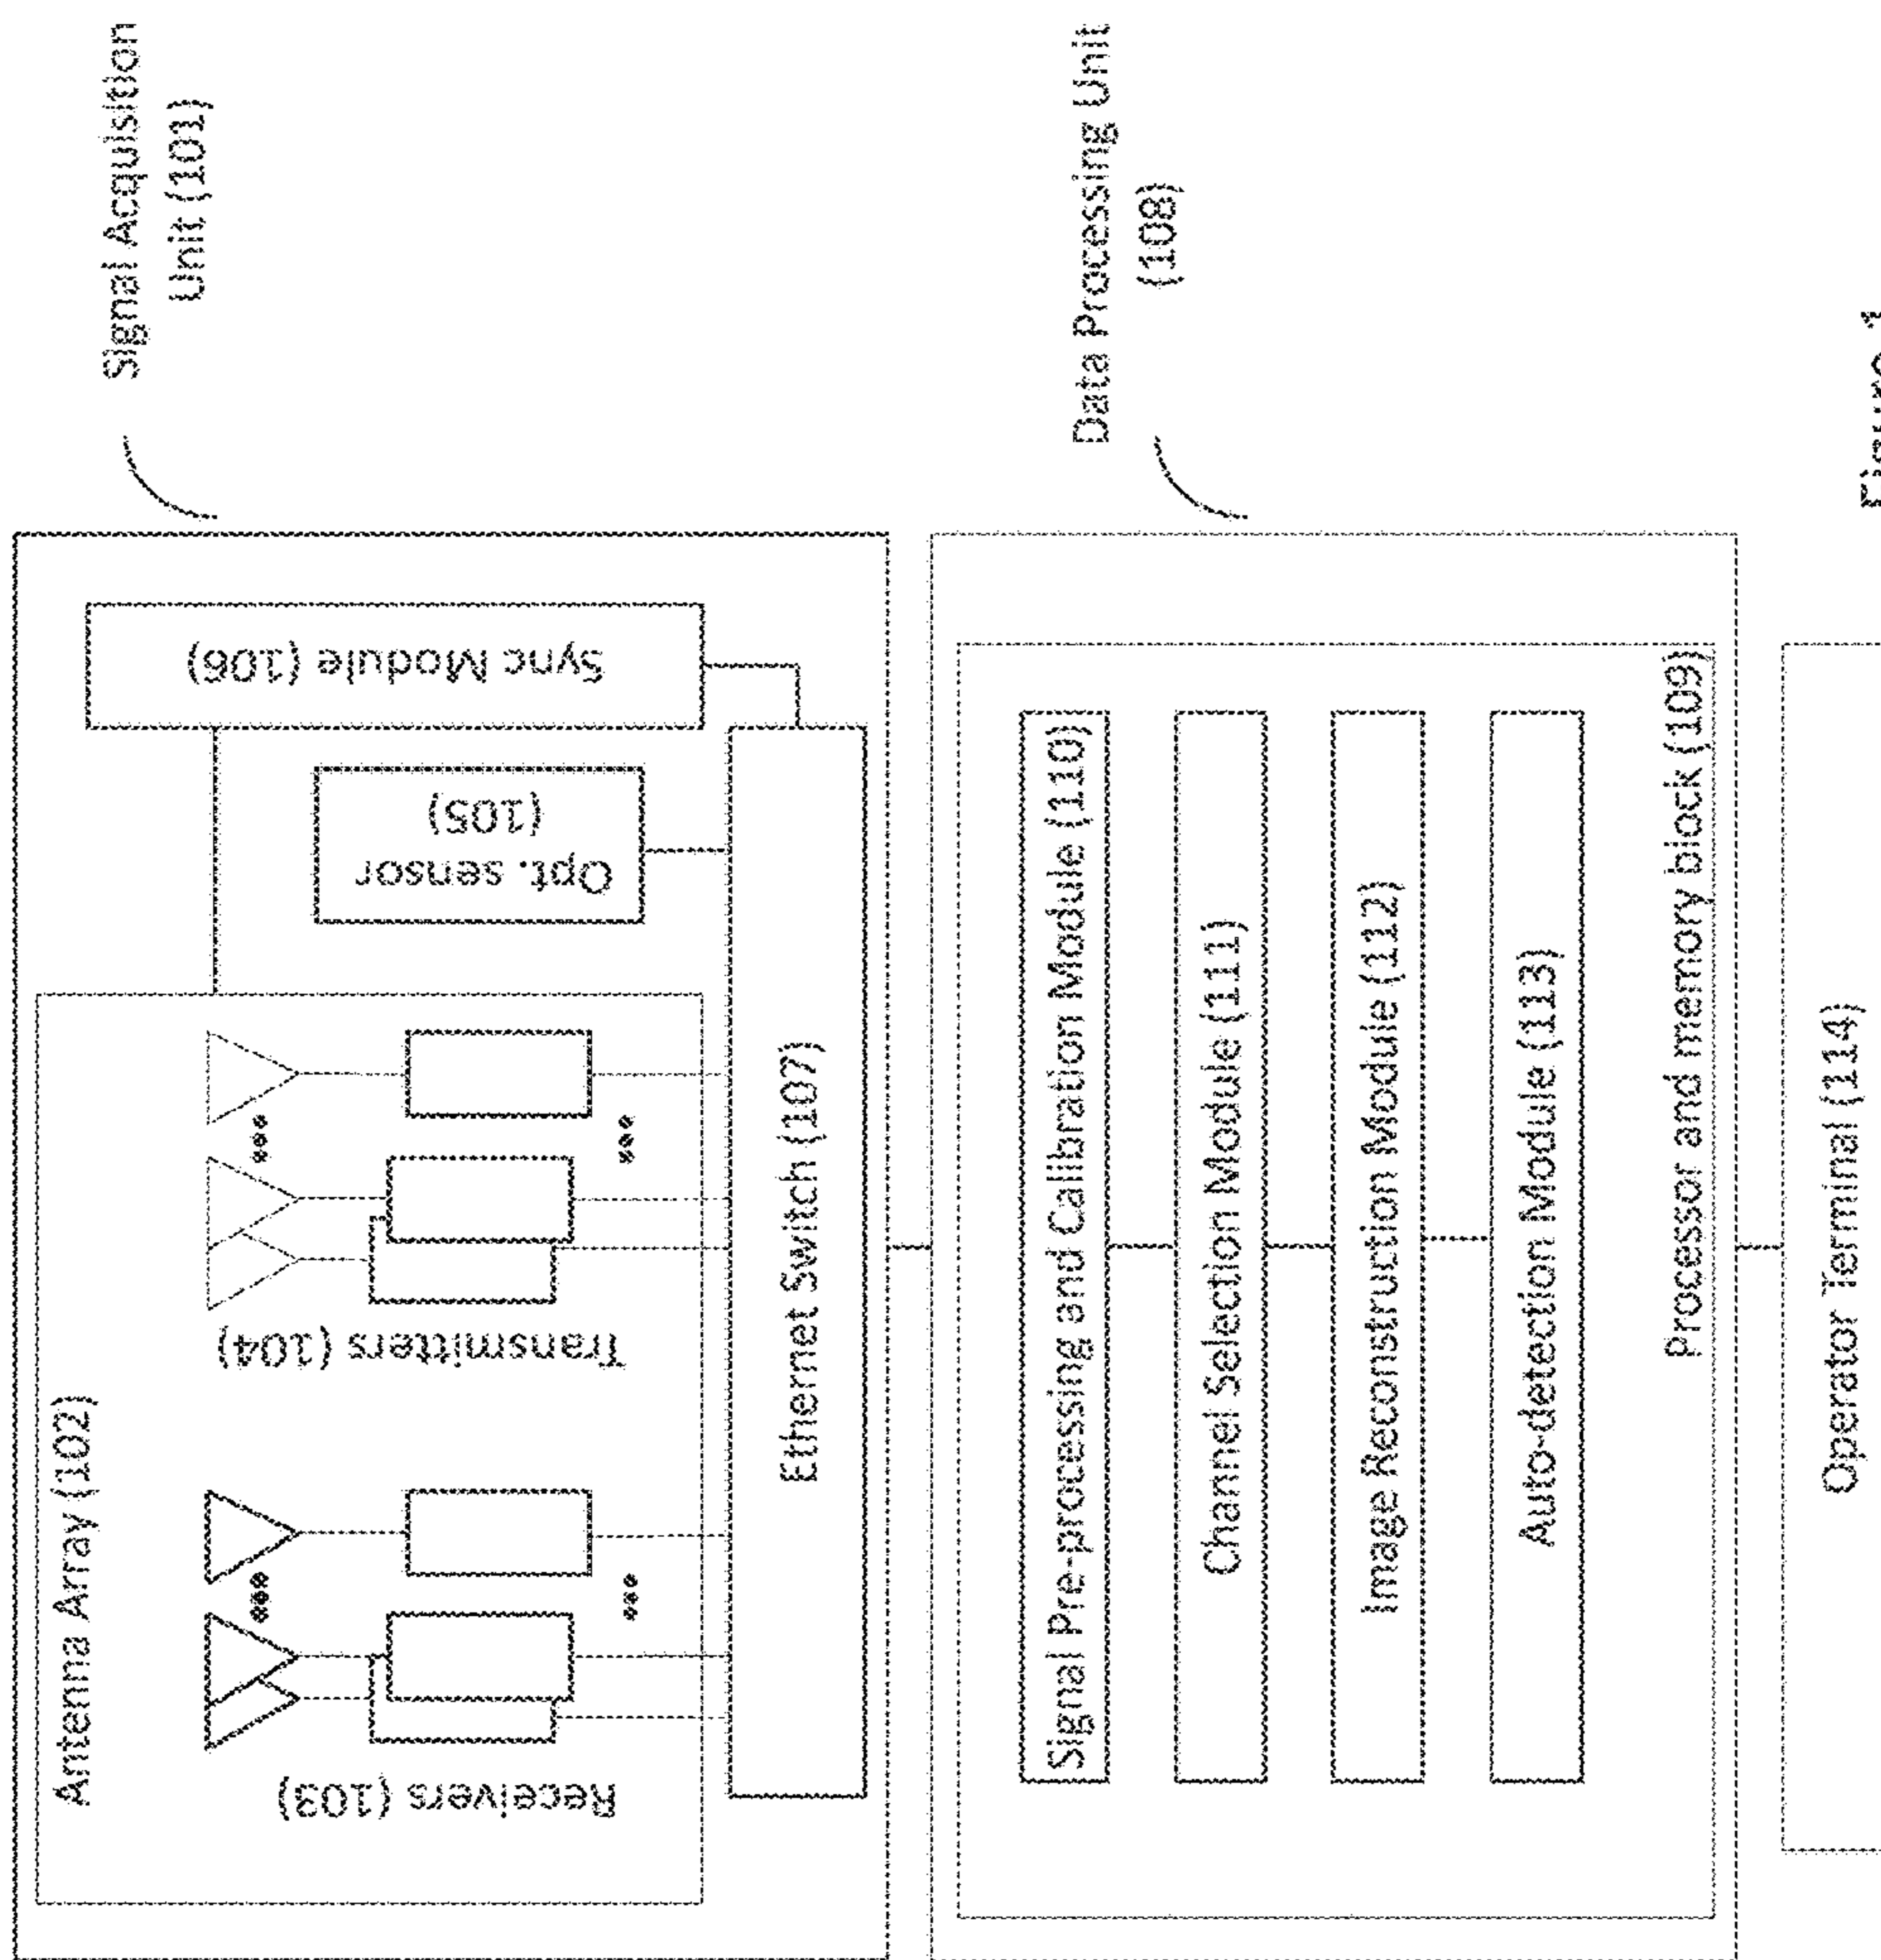 Antenna Array (102)
Receivers (103)
Transmitters (104)
Opt. sensor
(105)
Sync Module (106)
Signal Acquisition
Unit (101)
Ethernet Switch (107)
Signal Pre-processing and Calibration Module (110)
Channel Selection Module (111)
Image Reconstruction Module (112)
Auto-detection Module (113)
Processor and memory block (109)
Data Processing Unit
(108)
Operator Terminal (114)
Figure 1